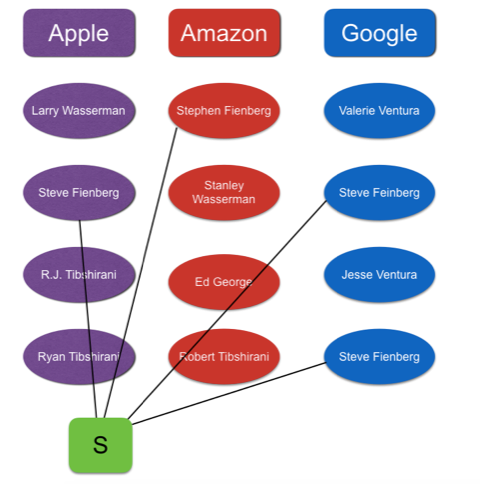 Apple
Amazon
Google
Larry Wasserman
Stephen Fienberg
Valerie Ventura
Steve Fienberg
Stanley
Wasserman
Steve Feinberg
R.J. Tibshirani
Ed George
Jesse Ventura
Ryan Tibshirani
Robert Tibshirani
Steve Fienberg
S